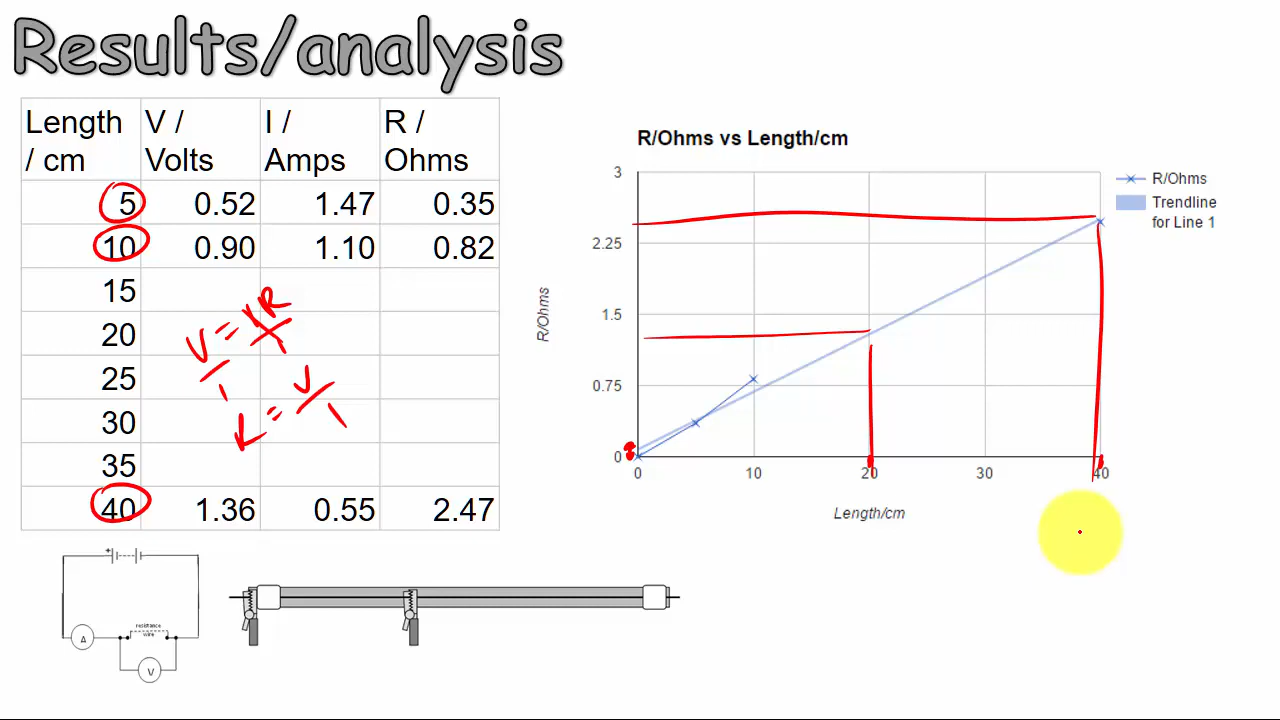 Results/analysis
Length / cm V / Volts I / Amps R / Ohms
5 0.52 1.47 0.35
10 0.90 1.10 0.82
15
20
25
30
35
40 1.36 0.55 2.47
V = IR
= V/I
R/Ohms vs Length/cm
3
2.25
1.5
0.75
0
R/Ohms
0 10 20 30 40
Length/cm
R/Ohms
Trendline
for Line 1
+
A
resistance
wire
V